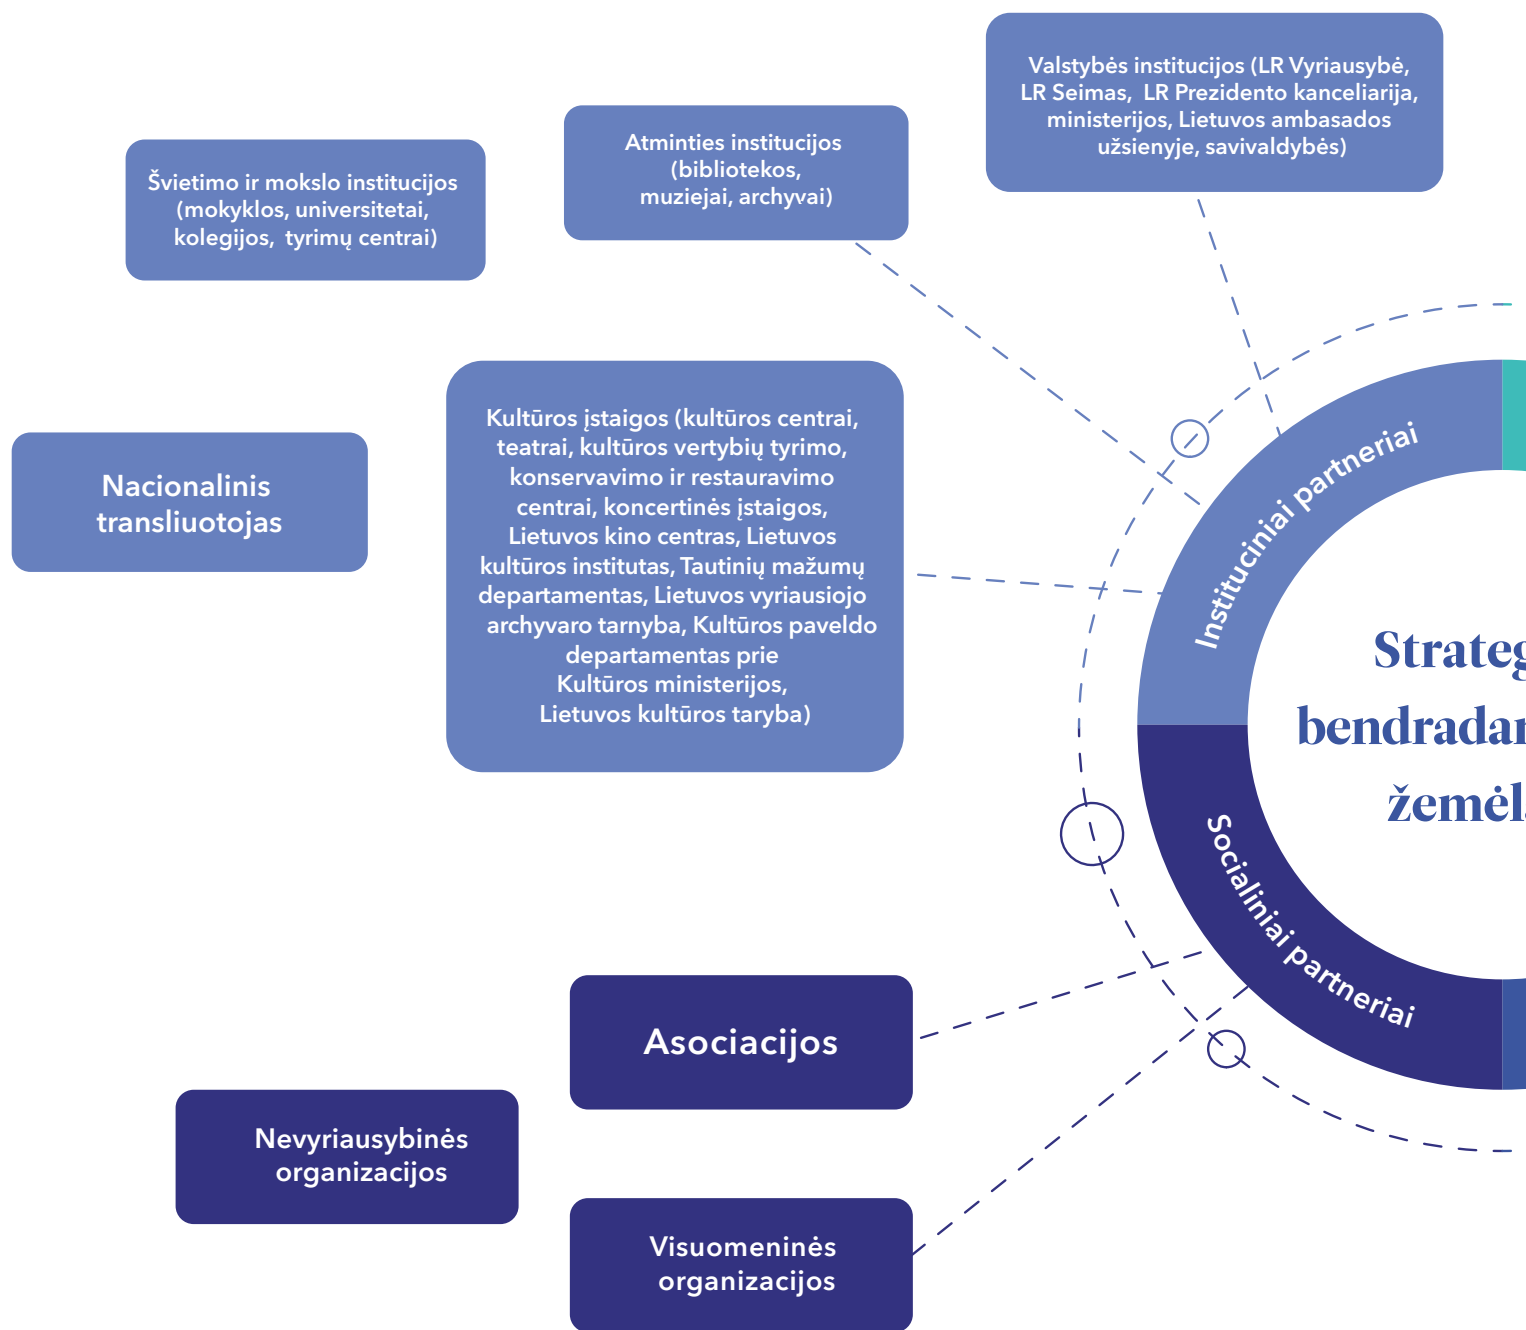 Valstybės institucijos (LR Vyriausybė,
LR Seimas, LR Prezidento kanceliarija,
ministerijos, Lietuvos ambasados
užsienyje, savivaldybės)
Atminties institucijos
(bibliotekos,
muziejai, archyvai)
Švietimo ir mokslo institucijos
(mokyklos, universitetai,
kolegijos, tyrimų centrai)
Kultūros įstaigos (kultūros centrai,
teatrai, kultūros vertybių tyrimo,
konservavimo ir restauravimo
centrai, koncertinės įstaigos,
Lietuvos kino centras, Lietuvos
kultūros institutas, Tautinių mažumų
departamentas, Lietuvos vyriausiojo
archyvaro tarnyba, Kultūros paveldo
departamentas prie
Kultūros ministerijos,
Lietuvos kultūros taryba)
Nacionalinis
transliuotojas
Instituciniai partneriai
Strateg
bendradar
žemėla
Socialiniai partneriai
Asociacijos
Nevyriausybinės
organizacijos
Visuomeninės
organizacijos